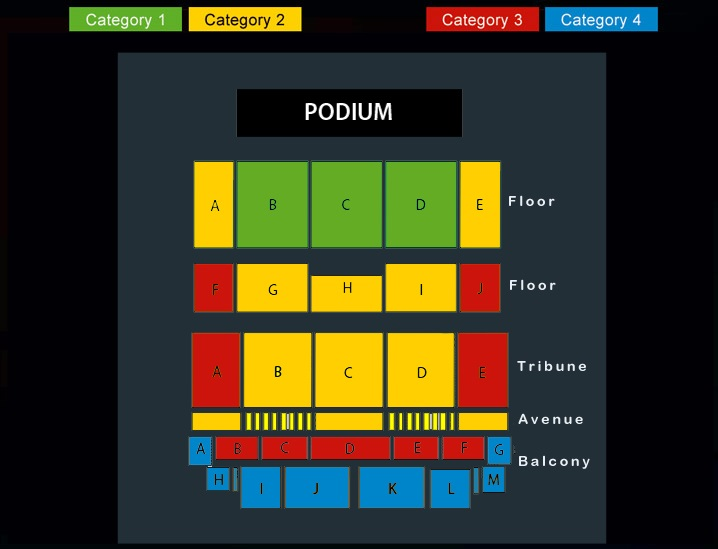 Category 1 Category 2 Category 3 Category 4
PODIUM
A B C D E Floor
F G H I J Floor
A B C D E Tribune
Avenue
A B C D E F G
Balcony
H I J K L M